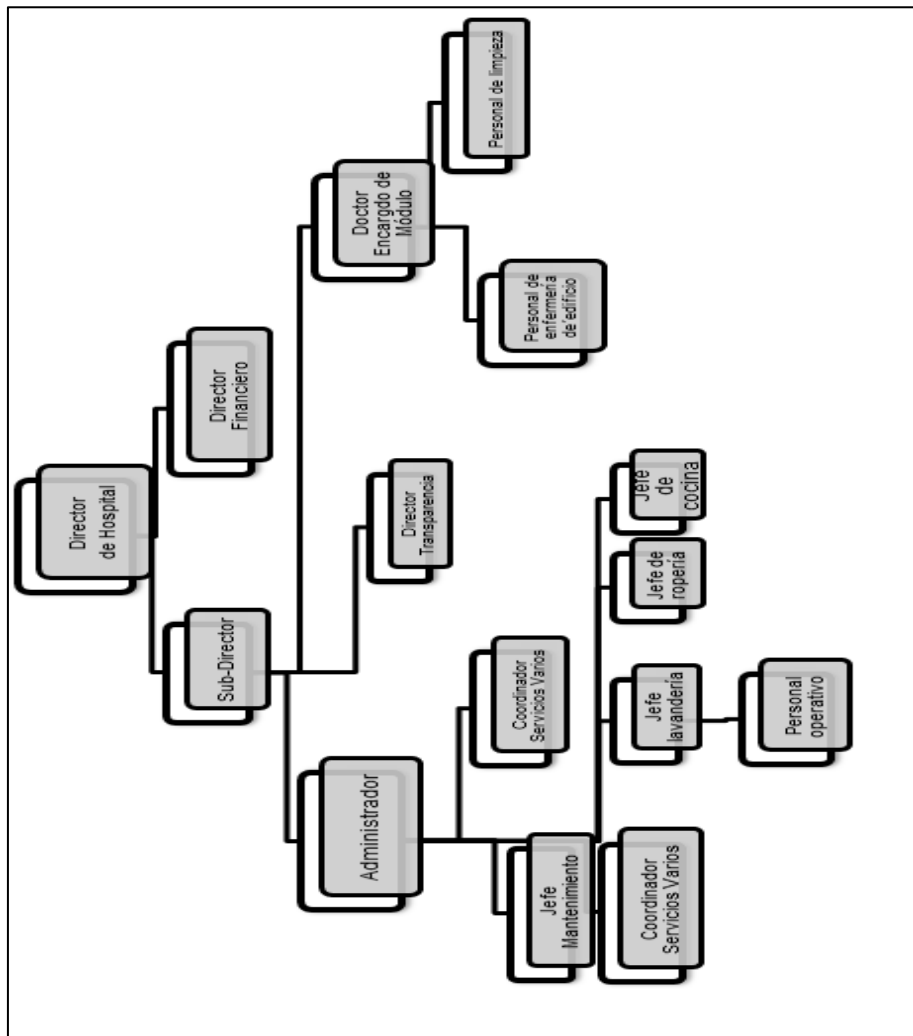 Director
de Hospital
Sub-Director
Director
Financiero
Administrador
Director
Transparencia
Doctor
Encargdo de
Módulo
Coordinador
Servicios Varios
Jefe
Mantenimiento
Coordinador
Servicios Varios
Jefe
lavandería
Personal
operativo
Jefe de
ropería
Jefe
de
cocina
Personal de
enfermería
de edificio
Personal de limpieza